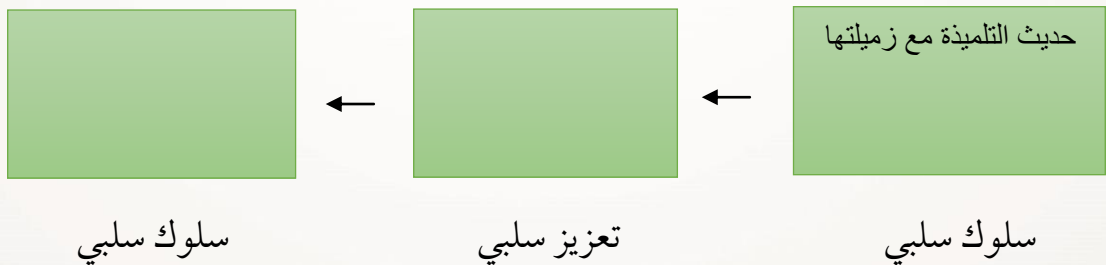 حديث التلميذة مع زميلتها
سلوك سلبي
تعزيز سلبي
سلوك سلبي